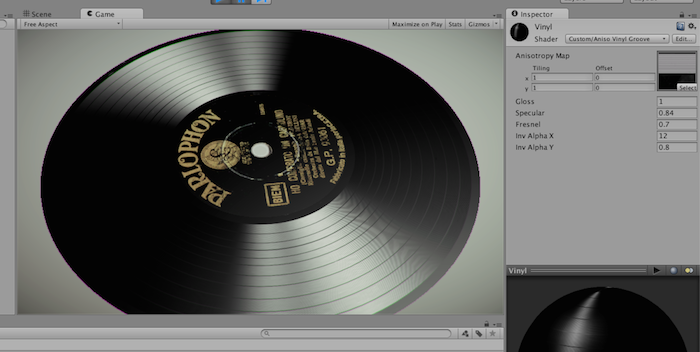 Scene
Game
Free Aspect
Maximize on Play
Stats
Gizmos
PARLOPHON
BIEN
G.P.
Inspector
Vinyl
Shader
Custom/Aniso Vinyl Groove
Edit...
Anisotropy Map
Tiling
Offset
x
1
0
y
1
0
Select
Gloss
1
Specular
0.84
Fresnel
0.7
Inv Alpha X
12
Inv Alpha Y
0.8
Vinyl